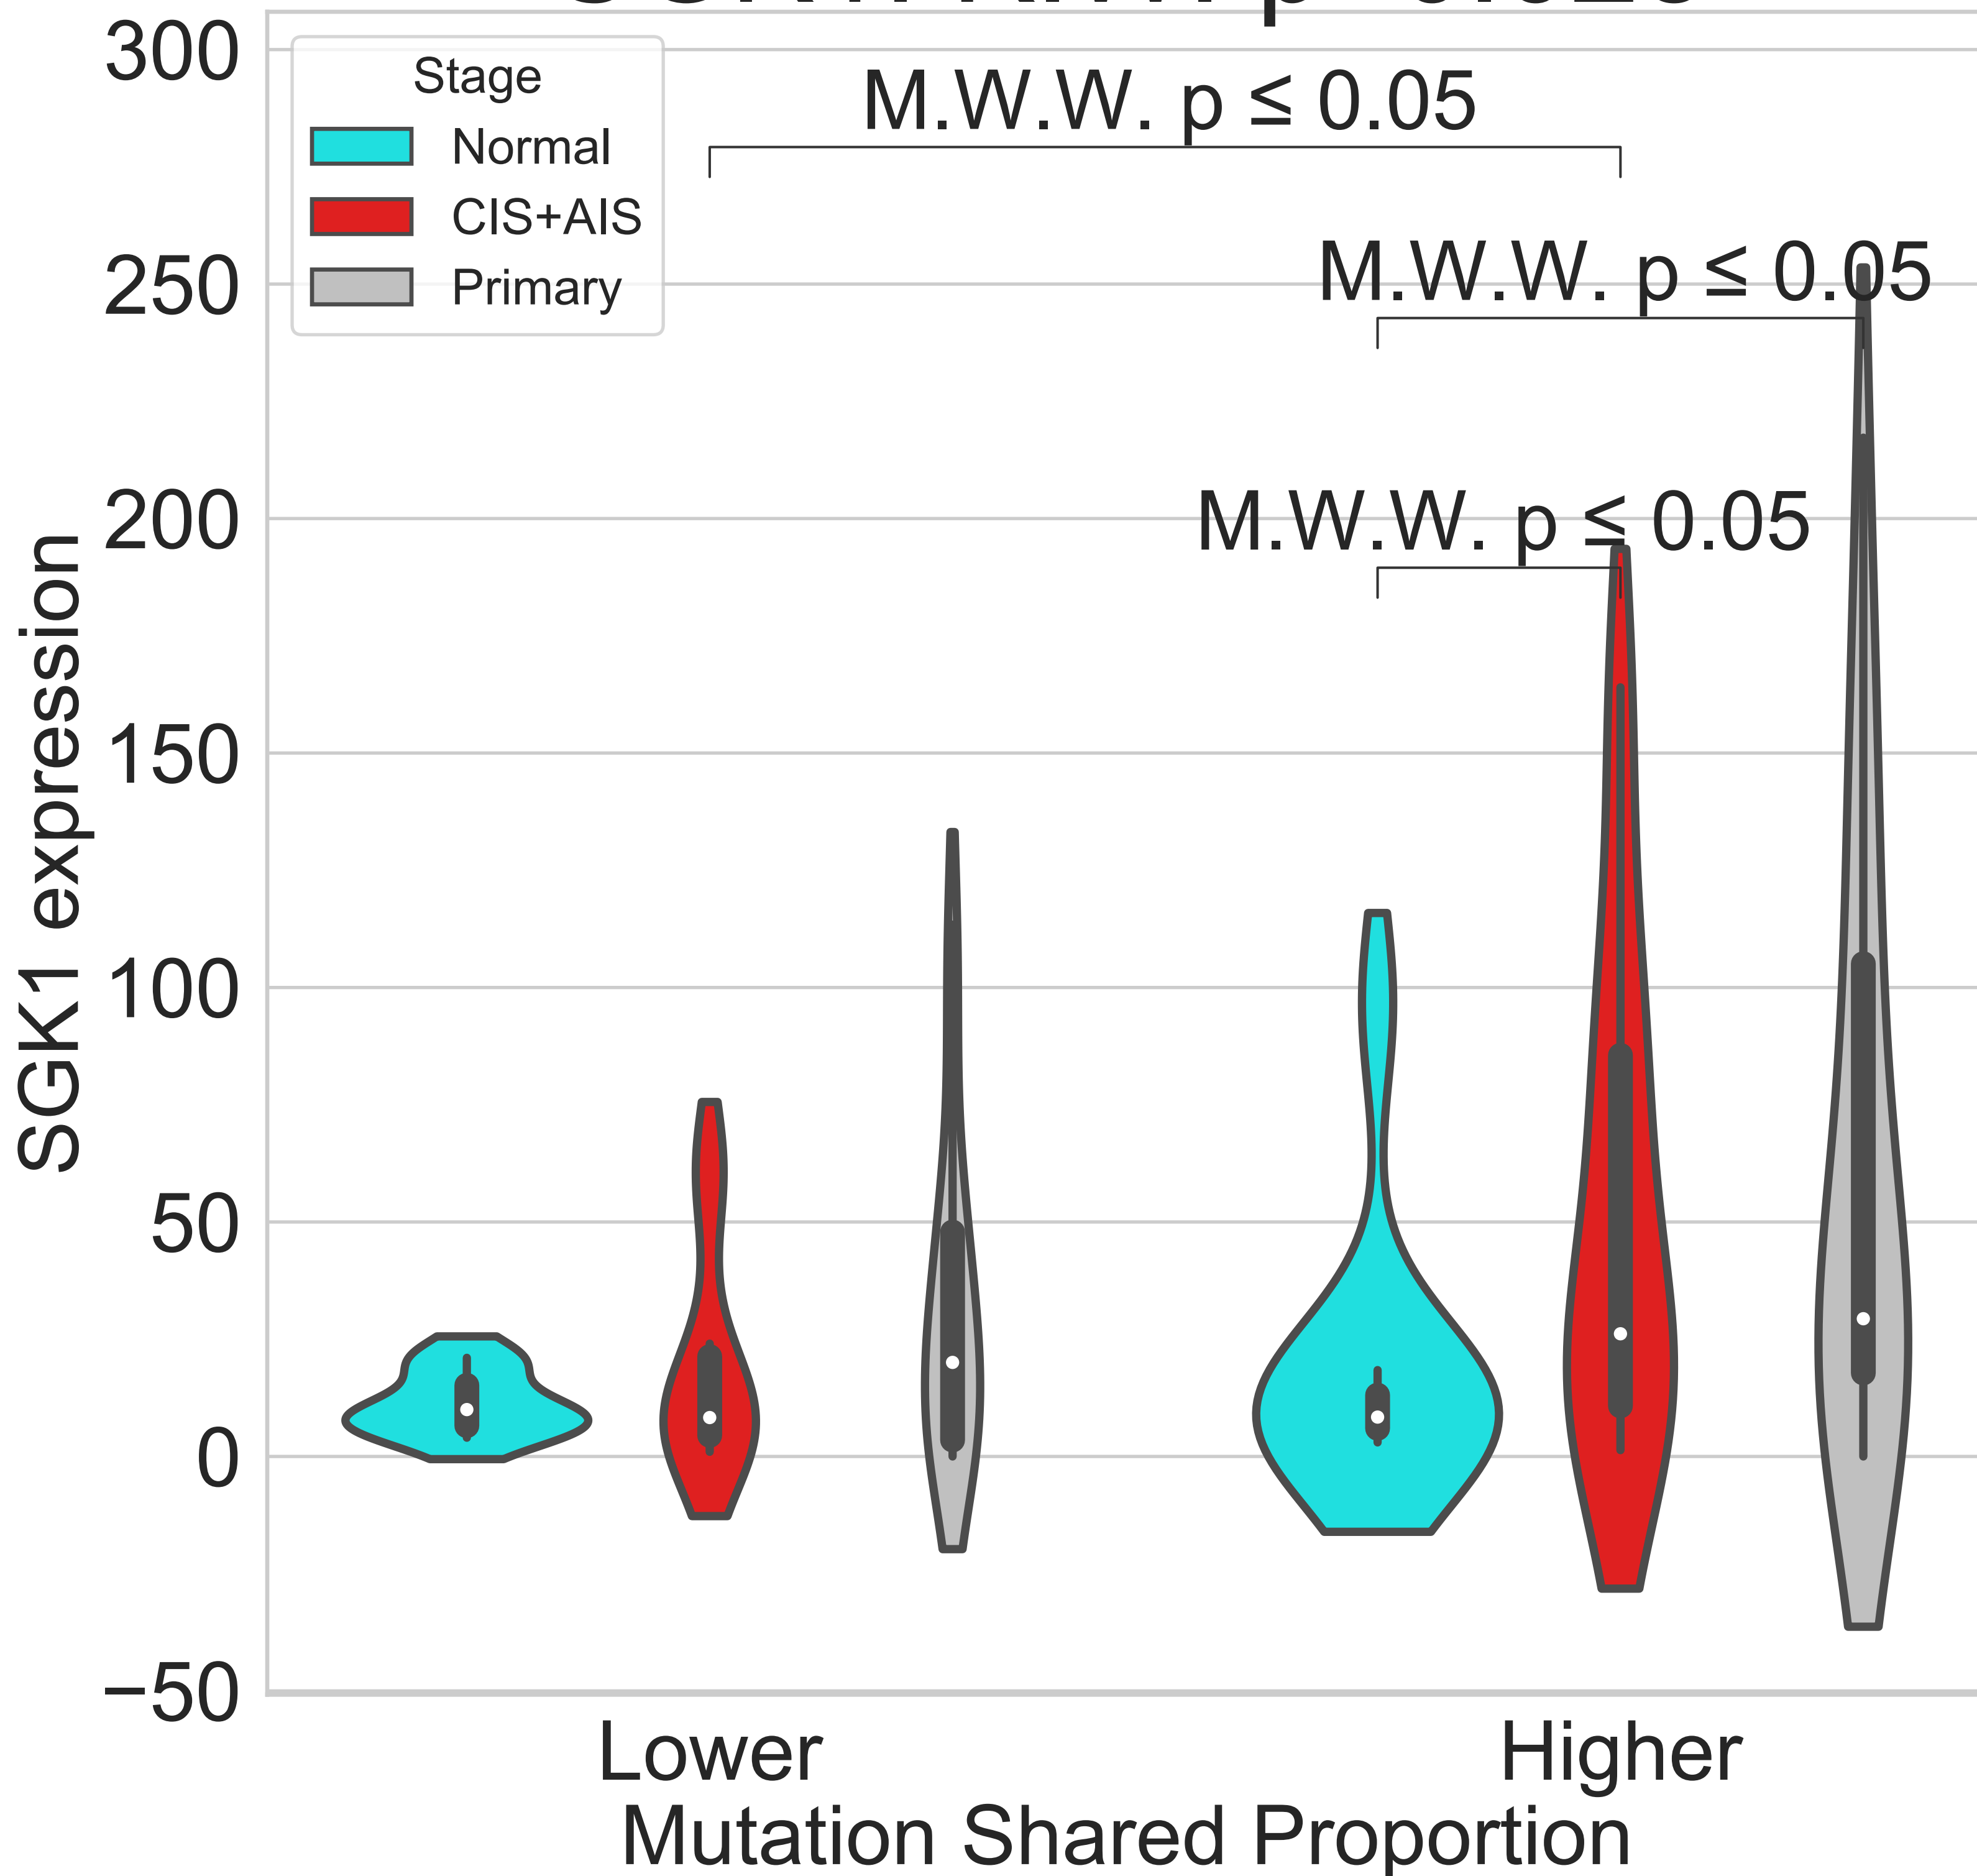 300
250
200
150
100
50
0
−50
SGK1 expression
Stage
Normal
CIS+AIS
Primary
M.W.W. p ≤ 0.05
M.W.W. p ≤ 0.05
M.W.W. p ≤ 0.05
Lower
Higher
Mutation Shared Proportion